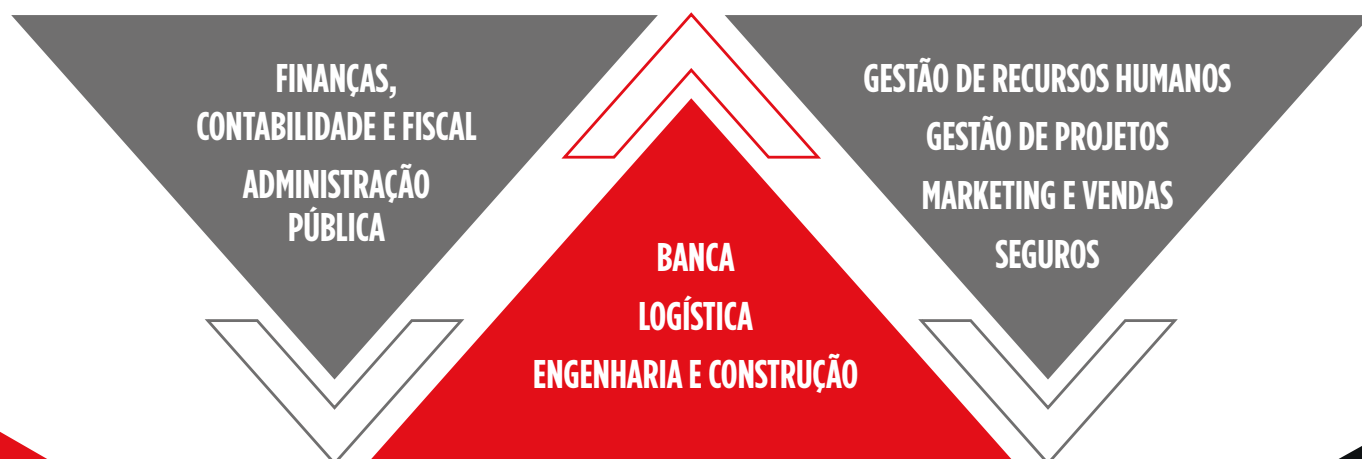 FINANÇAS,
CONTABILIDADE E FISCAL
ADMINISTRAÇÃO
PÚBLICA
BANCA
LOGÍSTICA
ENGENHARIA E CONSTRUÇÃO
GESTÃO DE RECURSOS HUMANOS
GESTÃO DE PROJETOS
MARKETING E VENDAS
SEGUROS